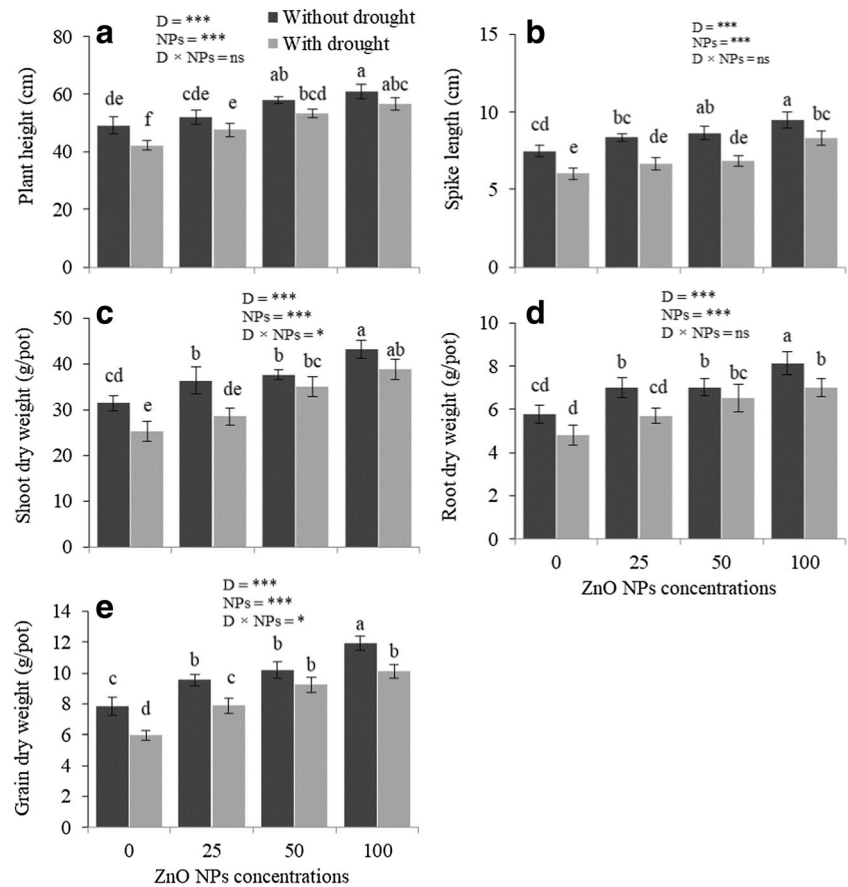 a
D = ***
NPs = ***
D × NPs = ns
Without drought
With drought
Plant height (cm)
80
60
40
20
0
de
f
cde
e
ab
bcd
a
abc
b
D = ***
NPs = ***
D × NPs = ns
Spike length (cm)
15
10
5
0
cd
e
bc
de
ab
de
a
bc
c
D = ***
NPs = ***
D × NPs = *
Shoot dry weight (g/pot)
50
40
30
20
10
0
cd
e
b
de
b
bc
a
ab
d
D = ***
NPs = ***
D × NPs = ns
Root dry weight (g/pot)
10
8
6
4
2
0
cd
d
b
cd
b
bc
a
b
0 25 50 100
ZnO NPs concentrations
e
D = ***
NPs = ***
D × NPs = *
Grain dry weight (g/pot)
14
12
10
8
6
4
2
0
c
d
b
c
b
b
a
b
0 25 50 100
ZnO NPs concentrations